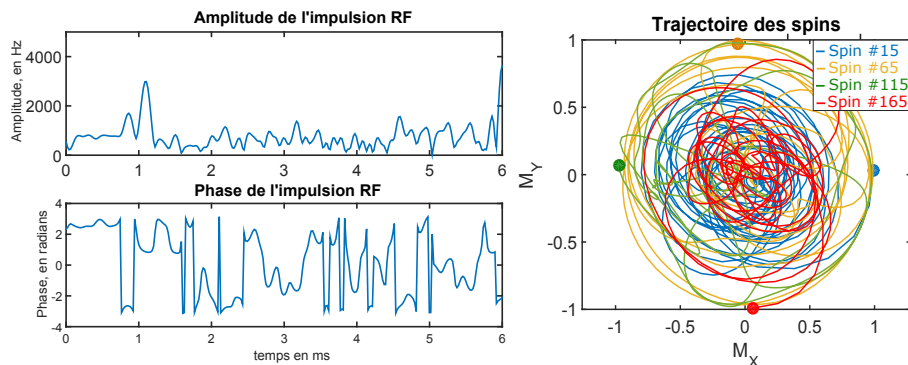 Amplitude de l'impulsion RF
Amplitude, en Hz
4000
2000
0
0 1 2 3 4 5 6
Phase de l'impulsion RF
Phase, en radians
4
2
0
-2
-4
0 1 2 3 4 5 6
temps en ms
Trajectoire des spins
Spin #15
Spin #65
Spin #115
Spin #165
M_Y
1
0.5
0
-0.5
-1
-1 -0.5 0 0.5 1
M_X